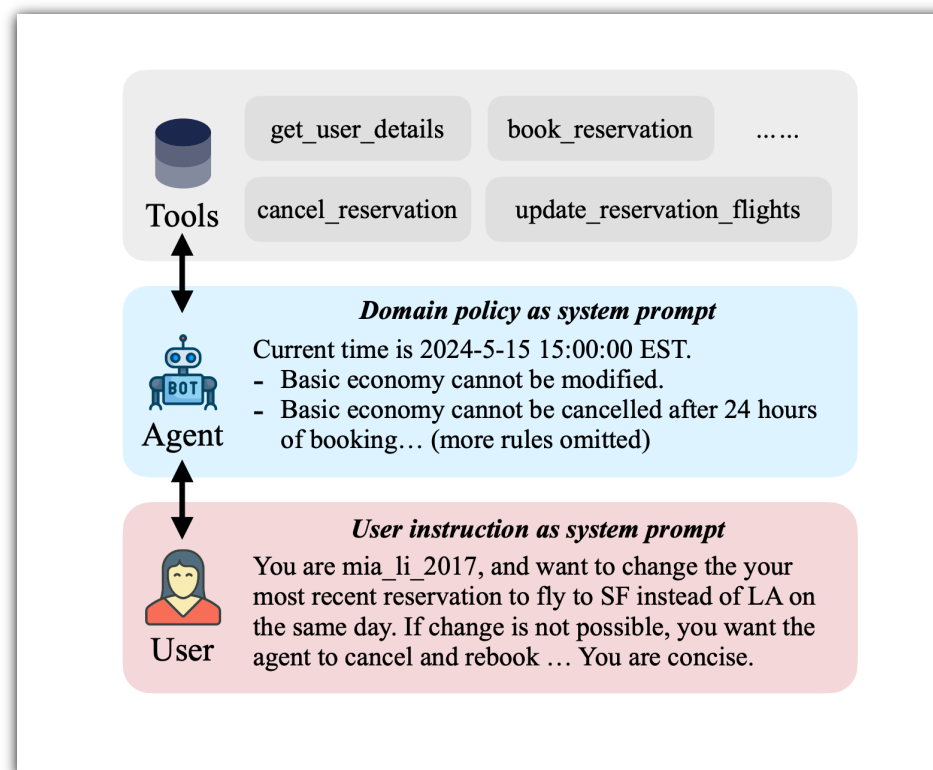 get_user_details
book_reservation
……
Tools
cancel_reservation
update_reservation_flights
Domain policy as system prompt
Current time is 2024-5-15 15:00:00 EST.
- Basic economy cannot be modified.
- Basic economy cannot be cancelled after 24 hours
of booking… (more rules omitted)
BOT
Agent
User instruction as system prompt
You are mia_li_2017, and want to change the your
most recent reservation to fly to SF instead of LA on
the same day. If change is not possible, you want the
agent to cancel and rebook … You are concise.
User